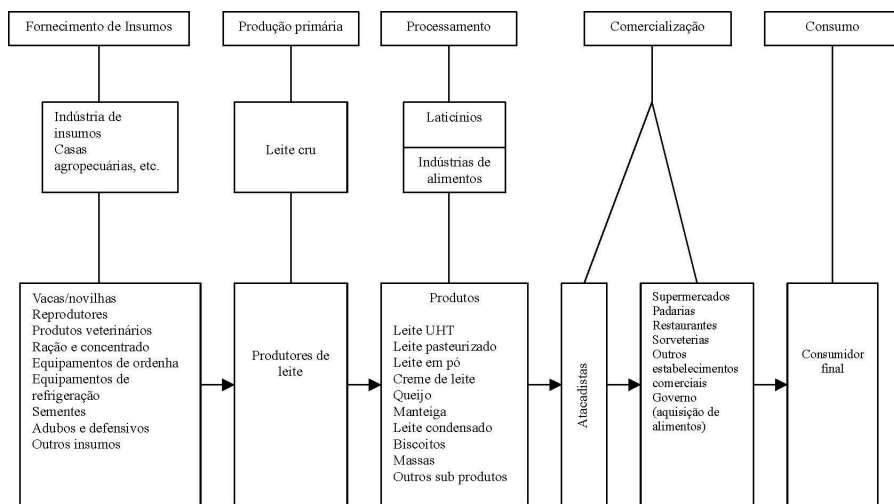 Fornecimento de Insumos
Produção primária
Processamento
Comercialização
Consumo
Indústria de
insumos
Casas
agropecuárias, etc.
Leite cru
Laticínios
Indústrias de
alimentos
Vacas/novilhas
Reprodutores
Produtos veterinários
Ração e concentrado
Equipamentos de ordenha
Equipamentos de
refrigeração
Sementes
Adubos e defensivos
Outros insumos
Produtores de
leite
Produtos
Leite UHT
Leite pasteurizado
Leite em pó
Creme de leite
Queijo
Manteiga
Leite condensado
Biscoitos
Massas
Outros sub produtos
Atacadistas
Supermercados
Padarias
Restaurantes
Sorveterias
Outros
estabelecimentos
comerciais
Governo
(aquisição de
alimentos)
Consumidor
final